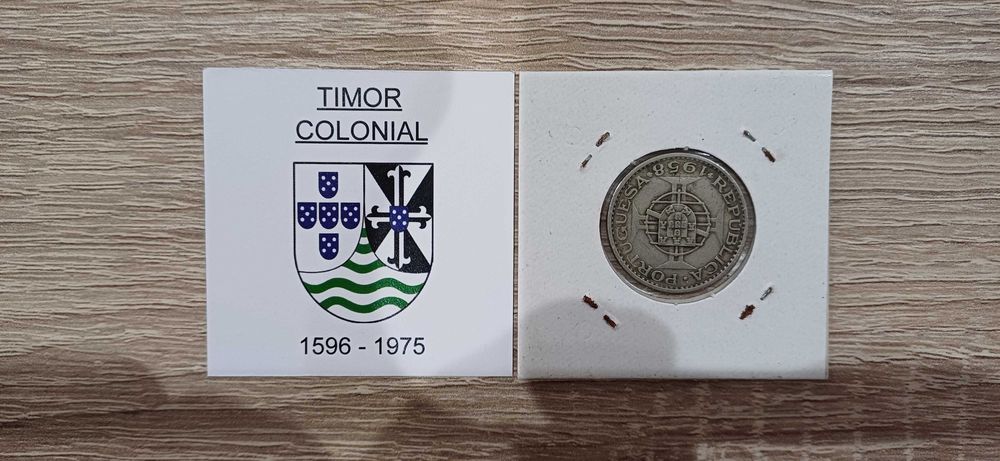 TIMOR
COLONIAL
1596 - 1975
REPUBLICA • PORTUGUESA • 1958 •